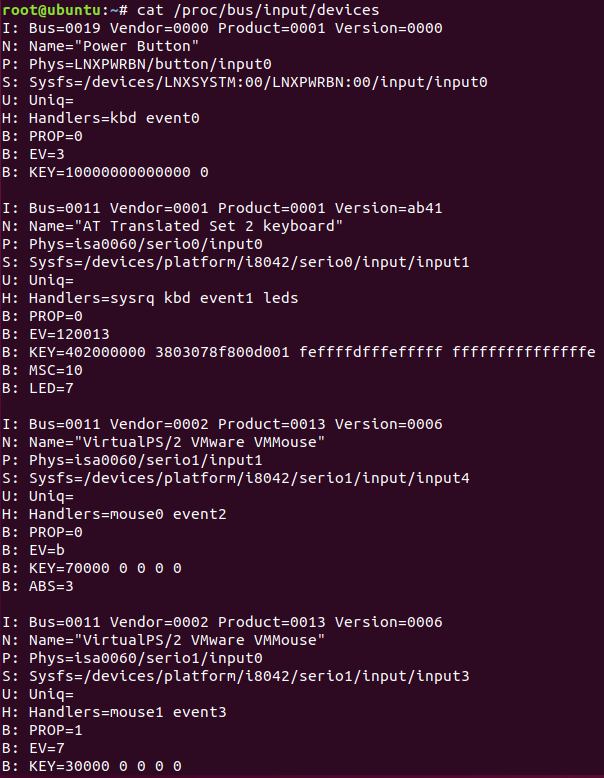 root@ubuntu:~# cat /proc/bus/input/devices
I: Bus=0019 Vendor=0000 Product=0001 Version=0000
N: Name="Power Button"
P: Phys=LNXPWRBN/button/input0
S: Sysfs=/devices/LNXSYSTM:00/LNXPWRBN:00/input/input0
U: Uniq=
H: Handlers=kbd event0
B: PROP=0
B: EV=3
B: KEY=10000000000000 0

I: Bus=0011 Vendor=0001 Product=0001 Version=ab41
N: Name="AT Translated Set 2 keyboard"
P: Phys=isa0060/serio0/input0
S: Sysfs=/devices/platform/i8042/serio0/input/input1
U: Uniq=
H: Handlers=sysrq kbd event1 leds
B: PROP=0
B: EV=120013
B: KEY=402000000 3803078f800d001 feffffdfffefffff fffffffffffffffe
B: MSC=10
B: LED=7

I: Bus=0011 Vendor=0002 Product=0013 Version=0006
N: Name="VirtualPS/2 VMware VMMouse"
P: Phys=isa0060/serio1/input1
S: Sysfs=/devices/platform/i8042/serio1/input/input4
U: Uniq=
H: Handlers=mouse0 event2
B: PROP=0
B: EV=b
B: KEY=70000 0 0 0 0
B: ABS=3

I: Bus=0011 Vendor=0002 Product=0013 Version=0006
N: Name="VirtualPS/2 VMware VMMouse"
P: Phys=isa0060/serio1/input0
S: Sysfs=/devices/platform/i8042/serio1/input/input3
U: Uniq=
H: Handlers=mouse1 event3
B: PROP=1
B: EV=7
B: KEY=30000 0 0 0 0